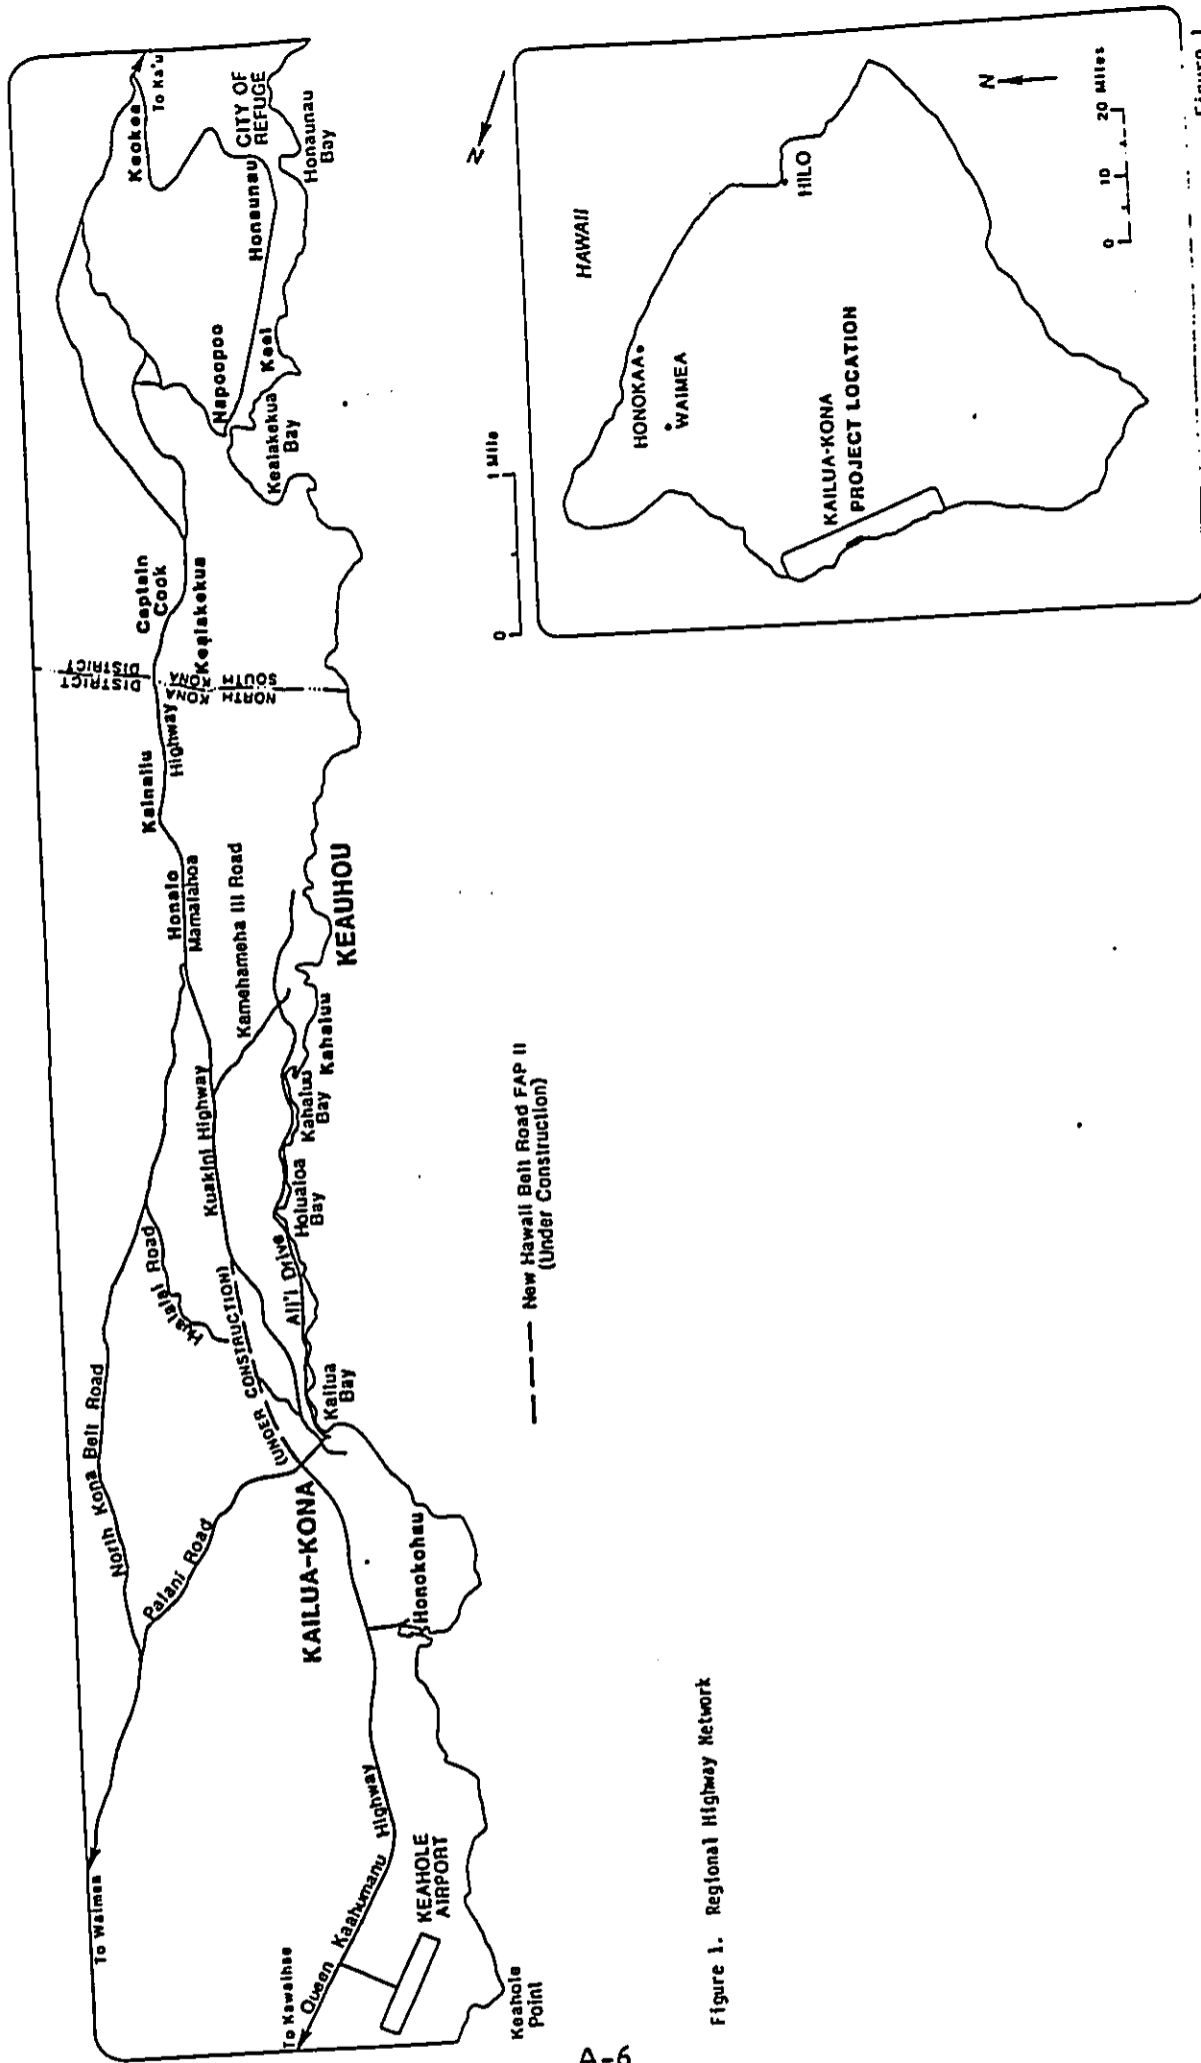 To Waimea
North Kona Belt Road
Palani Road
Hualalai Road
(UNDER CONSTRUCTION)
Kuakini Highway
To Kawaihae
Queen Kaahumanu Highway
KEAHOLE
AIRPORT
Keahole
Point
KAILUA-KONA
Honokohau
Kailua
Bay
Ali'i Drive
Holualoa
Bay
Kahaluu
Bay
Kahaluu
KEAUHOU
Kamehameha III Road
Honalo
Mamalahoa
Highway
Kainaliu
NORTH KONA DISTRICT
SOUTH KONA DISTRICT
Kealakekua
Captain
Cook
Kealakekua
Bay
Napoopoo
Keei
Honaunau
CITY OF
REFUGE
Honaunau
Bay
Keokea
To Ka'u
New Hawaii Belt Road FAP II
(Under Construction)
0 1 Mile
N
HAWAII
HONOKAA
WAIMEA
HILO
KAILUA-KONA
PROJECT LOCATION
N
0 10 20 Miles
Figure 1. Regional Highway Network
Figure 1
A-6